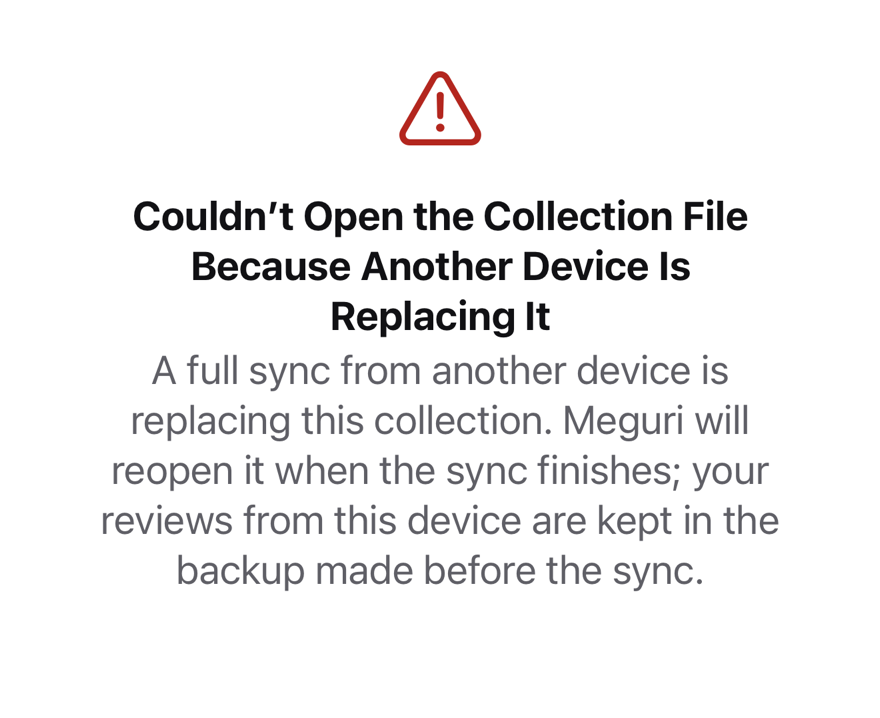 Couldn’t Open the Collection File
Because Another Device Is
Replacing It
A full sync from another device is
replacing this collection. Meguri will
reopen it when the sync finishes; your
reviews from this device are kept in the
backup made before the sync.